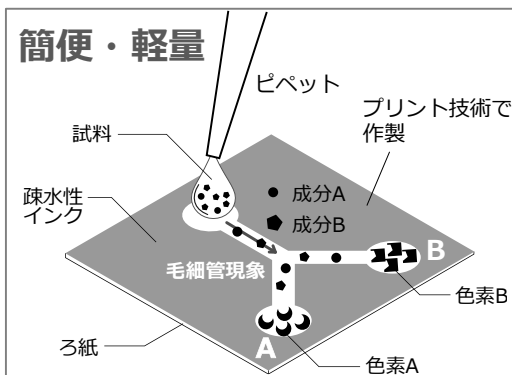 簡便・軽量
ピペット
プリント技術で
作製
試料
疎水性
インク
● 成分A
⬟ 成分B
毛細管現象
B
色素B
A
色素A
ろ紙